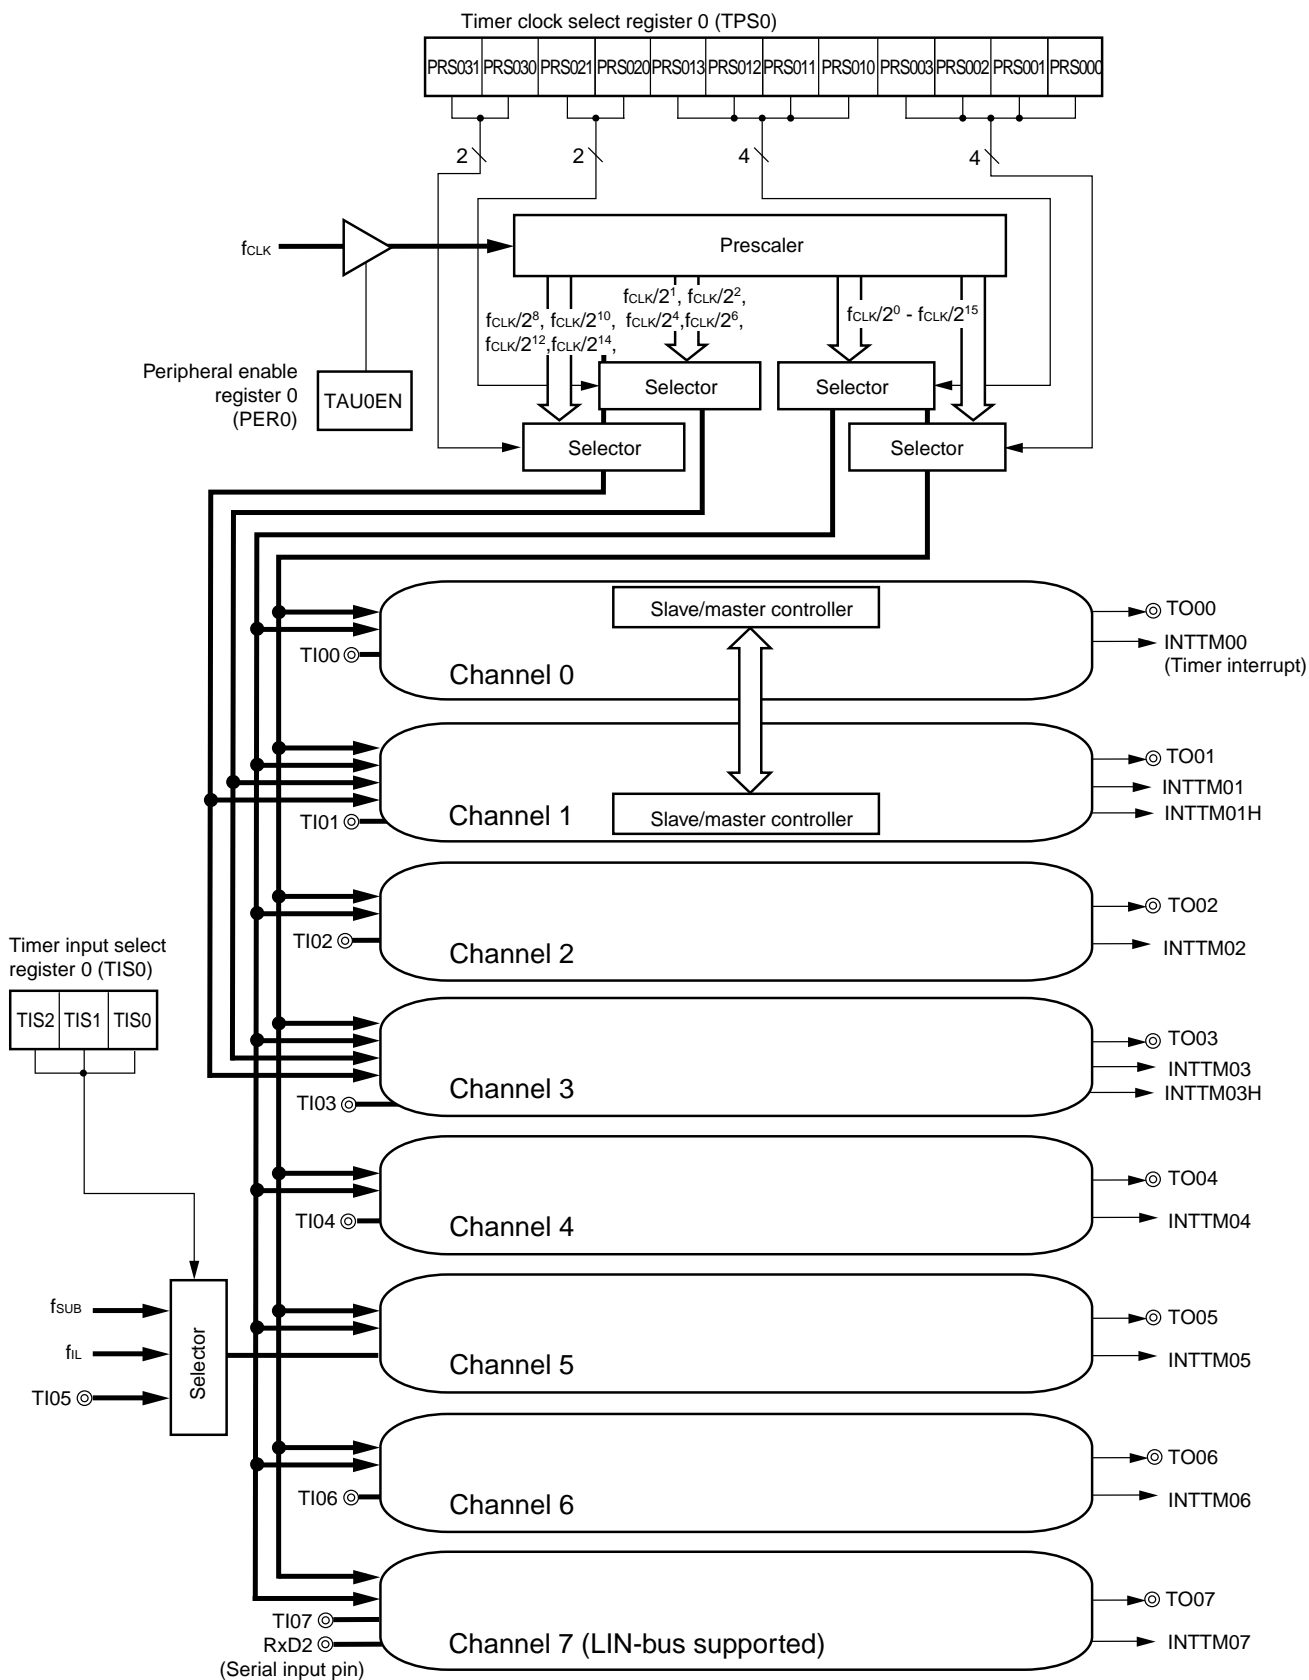 Timer clock select register 0 (TPS0)
PRS031 PRS030 PRS021 PRS020 PRS013 PRS012 PRS011 PRS010 PRS003 PRS002 PRS001 PRS000
2 2 4 4
fCLK
Prescaler
fCLK/2¹, fCLK/2²,
fCLK/2⁸, fCLK/2¹⁰, fCLK/2⁴,fCLK/2⁶,
fCLK/2¹²,fCLK/2¹⁴,
fCLK/2⁰ - fCLK/2¹⁵
Peripheral enable
register 0
(PER0)
TAU0EN
Selector
Selector
Selector
Selector
Slave/master controller
TO00
TI00
Channel 0
INTTM00
(Timer interrupt)
TO01
INTTM01
TI01
Channel 1
Slave/master controller
INTTM01H
TO02
TI02
Channel 2
INTTM02
Timer input select
register 0 (TIS0)
TIS2 TIS1 TIS0
TO03
INTTM03
TI03
Channel 3
INTTM03H
TO04
TI04
Channel 4
INTTM04
fSUB
fIL
TI05
Selector
TO05
Channel 5
INTTM05
TO06
TI06
Channel 6
INTTM06
TO07
TI07
RxD2
(Serial input pin)
Channel 7 (LIN-bus supported)
INTTM07